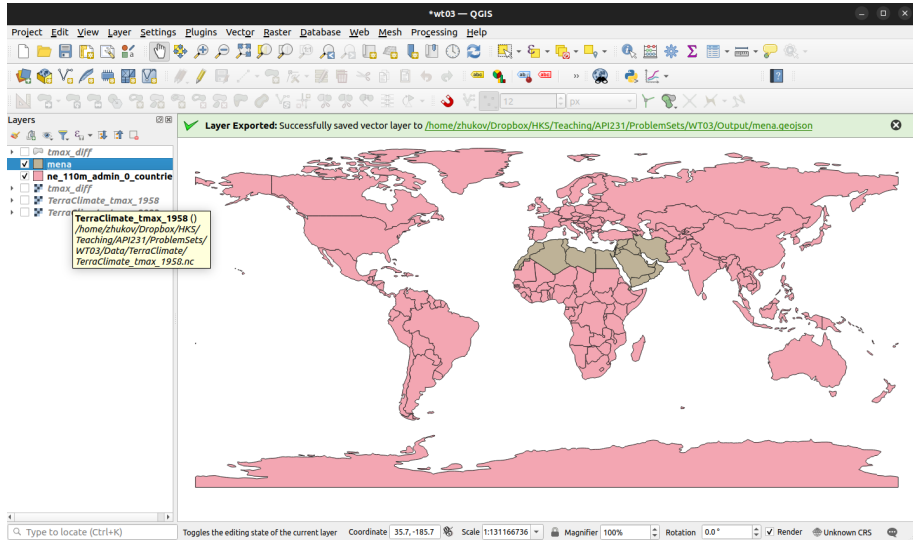 *wt03 — QGIS
Project Edit View Layer Settings Plugins Vector Raster Database Web Mesh Processing Help
abc abc »
12 px
Layers
Layer Exported: Successfully saved vector layer to /home/zhukov/Dropbox/HKS/Teaching/API231/ProblemSets/WT03/Output/mena.geojson
tmax_diff
mena
ne_110m_admin_0_countrie
tmax_diff
TerraClimate_tmax_1958
TerraClimate_tmax_1958 ()
/home/zhukov/Dropbox/HKS/
Teaching/API231/ProblemSets/
WT03/Data/TerraClimate/
TerraClimate_tmax_1958.nc
Type to locate (Ctrl+K) Toggles the editing state of the current layer Coordinate 35.7,-185.7 Scale 1:131166736 Magnifier 100% Rotation 0.0 ° Render Unknown CRS